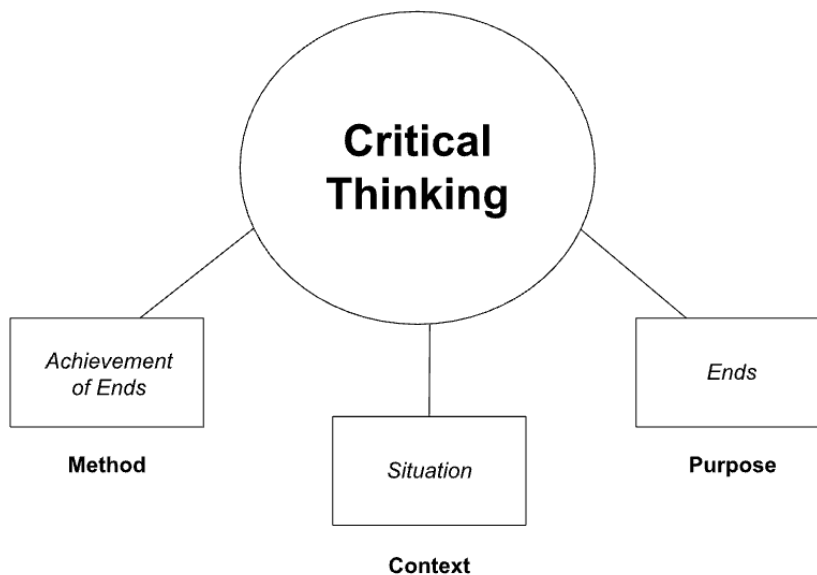 Critical
Thinking
Achievement
of Ends
Method
Situation
Context
Ends
Purpose